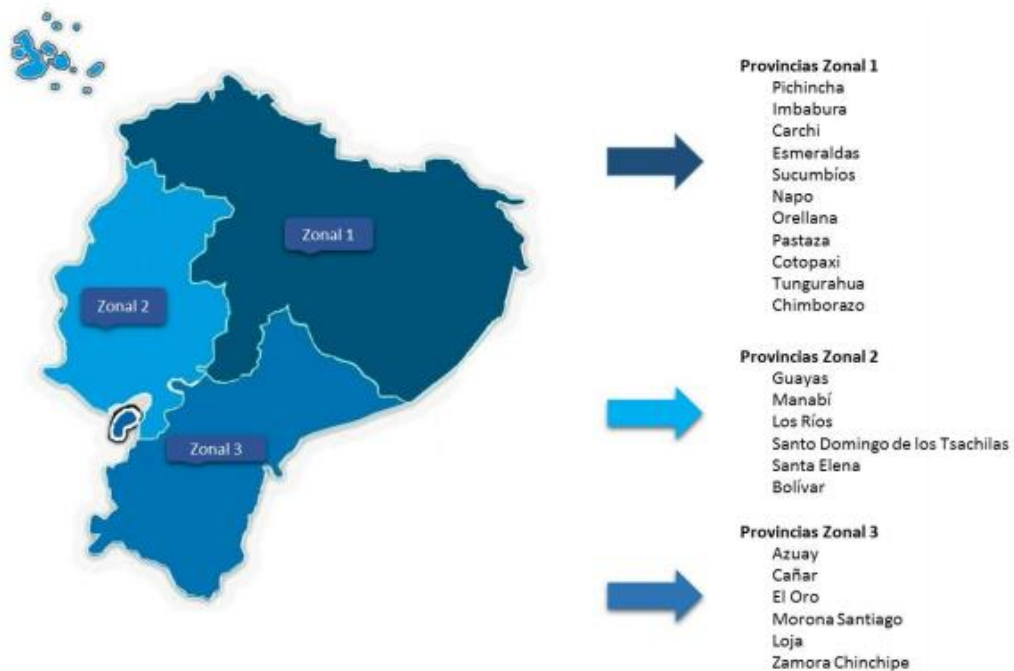 Zonal 1
Zonal 2
Zonal 3
Provincias Zonal 1
Pichincha
Imbabura
Carchi
Esmeraldas
Sucumbíos
Napo
Orellana
Pastaza
Cotopaxi
Tungurahua
Chimborazo
Provincias Zonal 2
Guayas
Manabí
Los Ríos
Santo Domingo de los Tsachilas
Santa Elena
Bolívar
Provincias Zonal 3
Azuay
Cañar
El Oro
Morona Santiago
Loja
Zamora Chinchipe